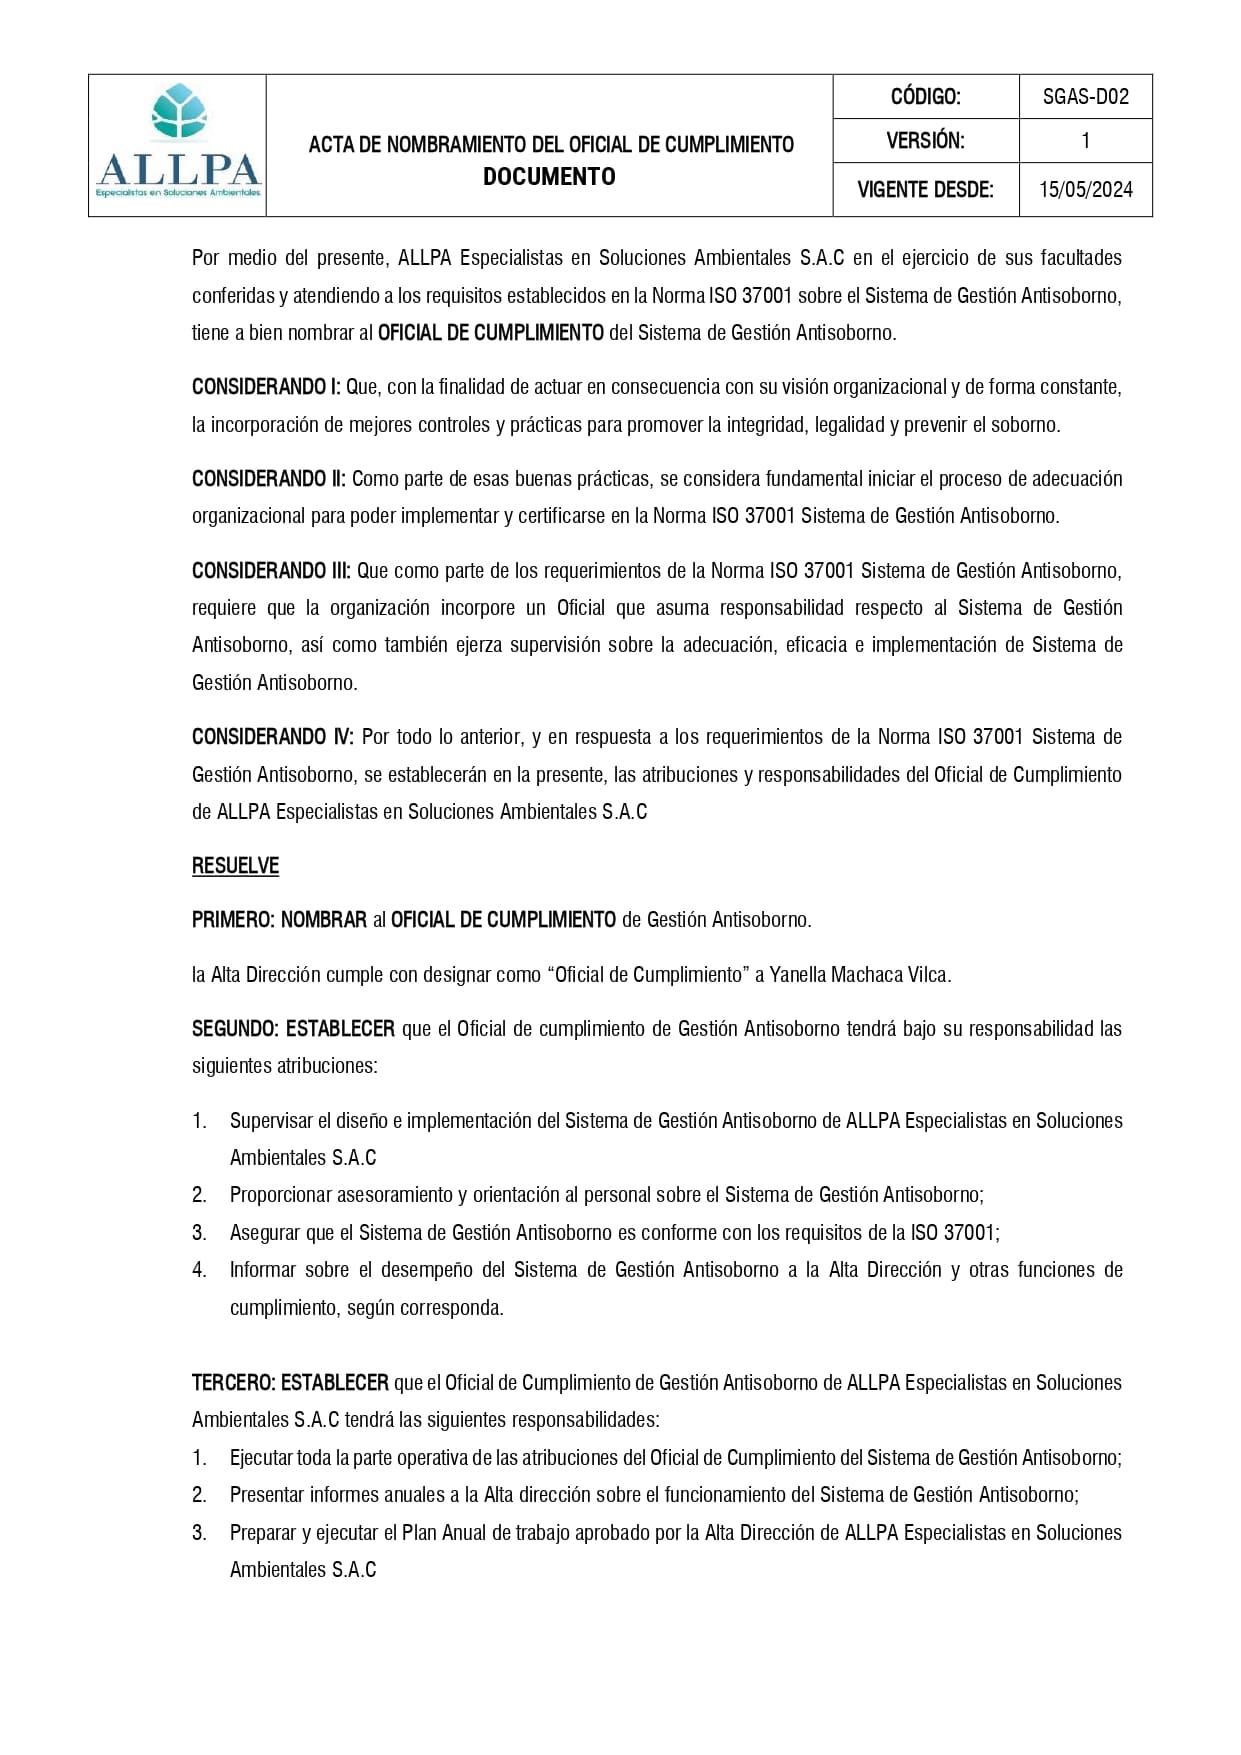 ALLPA
Especialistas en Soluciones Ambientales
ACTA DE NOMBRAMIENTO DEL OFICIAL DE CUMPLIMIENTO
DOCUMENTO
CÓDIGO: SGAS-D02
VERSIÓN: 1
VIGENTE DESDE: 15/05/2024
Por medio del presente, ALLPA Especialistas en Soluciones Ambientales S.A.C en el ejercicio de sus facultades
conferidas y atendiendo a los requisitos establecidos en la Norma ISO 37001 sobre el Sistema de Gestión Antisoborno,
tiene a bien nombrar al OFICIAL DE CUMPLIMIENTO del Sistema de Gestión Antisoborno.
CONSIDERANDO I: Que, con la finalidad de actuar en consecuencia con su visión organizacional y de forma constante,
la incorporación de mejores controles y prácticas para promover la integridad, legalidad y prevenir el soborno.
CONSIDERANDO II: Como parte de esas buenas prácticas, se considera fundamental iniciar el proceso de adecuación
organizacional para poder implementar y certificarse en la Norma ISO 37001 Sistema de Gestión Antisoborno.
CONSIDERANDO III: Que como parte de los requerimientos de la Norma ISO 37001 Sistema de Gestión Antisoborno,
requiere que la organización incorpore un Oficial que asuma responsabilidad respecto al Sistema de Gestión
Antisoborno, así como también ejerza supervisión sobre la adecuación, eficacia e implementación de Sistema de
Gestión Antisoborno.
CONSIDERANDO IV: Por todo lo anterior, y en respuesta a los requerimientos de la Norma ISO 37001 Sistema de
Gestión Antisoborno, se establecerán en la presente, las atribuciones y responsabilidades del Oficial de Cumplimiento
de ALLPA Especialistas en Soluciones Ambientales S.A.C
RESUELVE
PRIMERO: NOMBRAR al OFICIAL DE CUMPLIMIENTO de Gestión Antisoborno.
la Alta Dirección cumple con designar como “Oficial de Cumplimiento” a Yanella Machaca Vilca.
SEGUNDO: ESTABLECER que el Oficial de cumplimiento de Gestión Antisoborno tendrá bajo su responsabilidad las
siguientes atribuciones:
1. Supervisar el diseño e implementación del Sistema de Gestión Antisoborno de ALLPA Especialistas en Soluciones
Ambientales S.A.C
2. Proporcionar asesoramiento y orientación al personal sobre el Sistema de Gestión Antisoborno;
3. Asegurar que el Sistema de Gestión Antisoborno es conforme con los requisitos de la ISO 37001;
4. Informar sobre el desempeño del Sistema de Gestión Antisoborno a la Alta Dirección y otras funciones de
cumplimiento, según corresponda.
TERCERO: ESTABLECER que el Oficial de Cumplimiento de Gestión Antisoborno de ALLPA Especialistas en Soluciones
Ambientales S.A.C tendrá las siguientes responsabilidades:
1. Ejecutar toda la parte operativa de las atribuciones del Oficial de Cumplimiento del Sistema de Gestión Antisoborno;
2. Presentar informes anuales a la Alta dirección sobre el funcionamiento del Sistema de Gestión Antisoborno;
3. Preparar y ejecutar el Plan Anual de trabajo aprobado por la Alta Dirección de ALLPA Especialistas en Soluciones
Ambientales S.A.C